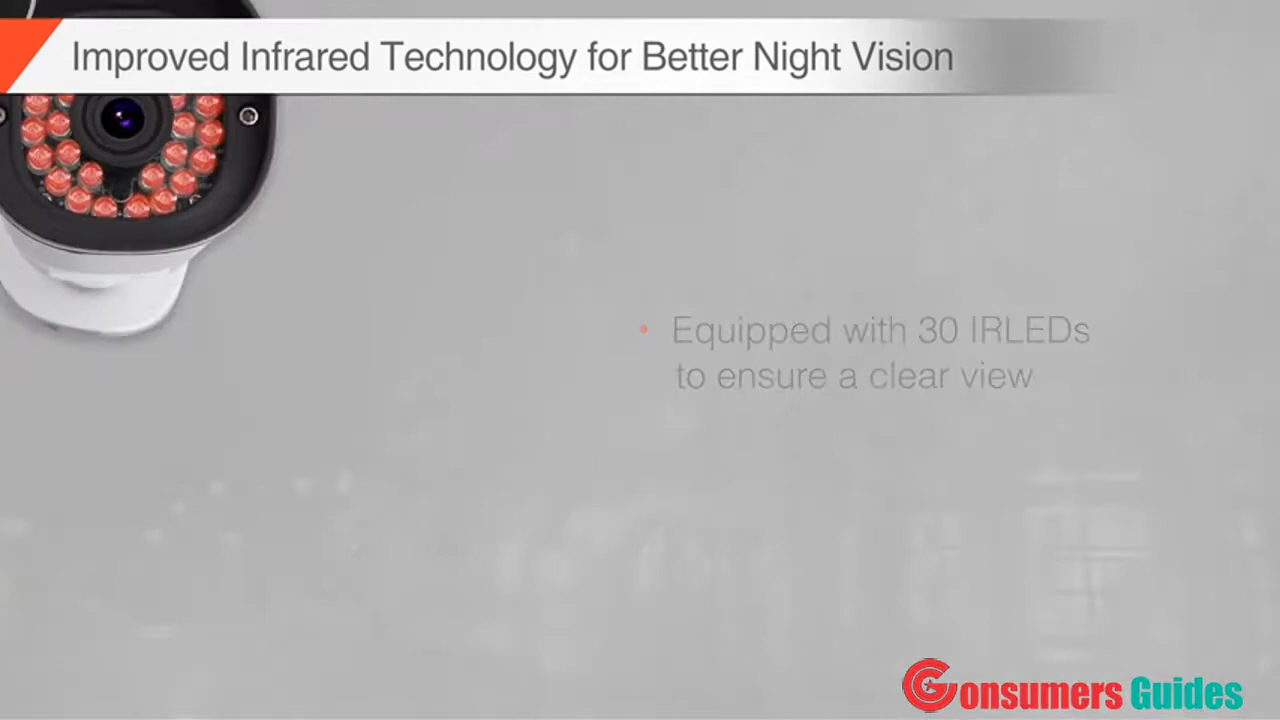 Improved Infrared Technology for Better Night Vision
• Equipped with 30 IRLEDs
to ensure a clear view
Consumers Guides